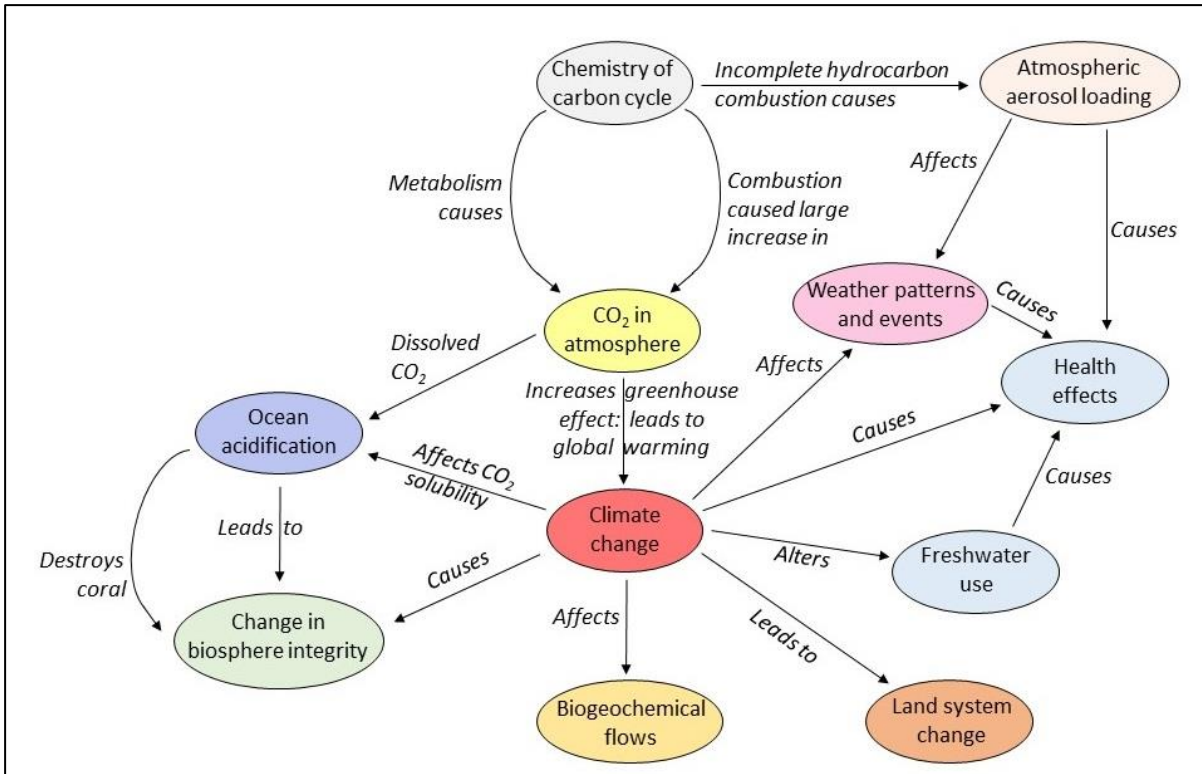 Chemistry of
carbon cycle
Incomplete hydrocarbon
combustion causes
Atmospheric
aerosol loading
Metabolism
causes
Combustion
caused large
increase in
Affects
Causes
CO₂ in
atmosphere
Weather patterns
and events
Causes
Dissolved
CO₂
Increases greenhouse
effect: leads to
global warming
Affects
Health
effects
Ocean
acidification
Affects CO₂
solubility
Causes
Causes
Leads to
Climate
change
Alters
Freshwater
use
Destroys
coral
Causes
Change in
biosphere integrity
Affects
Leads to
Biogeochemical
flows
Land system
change